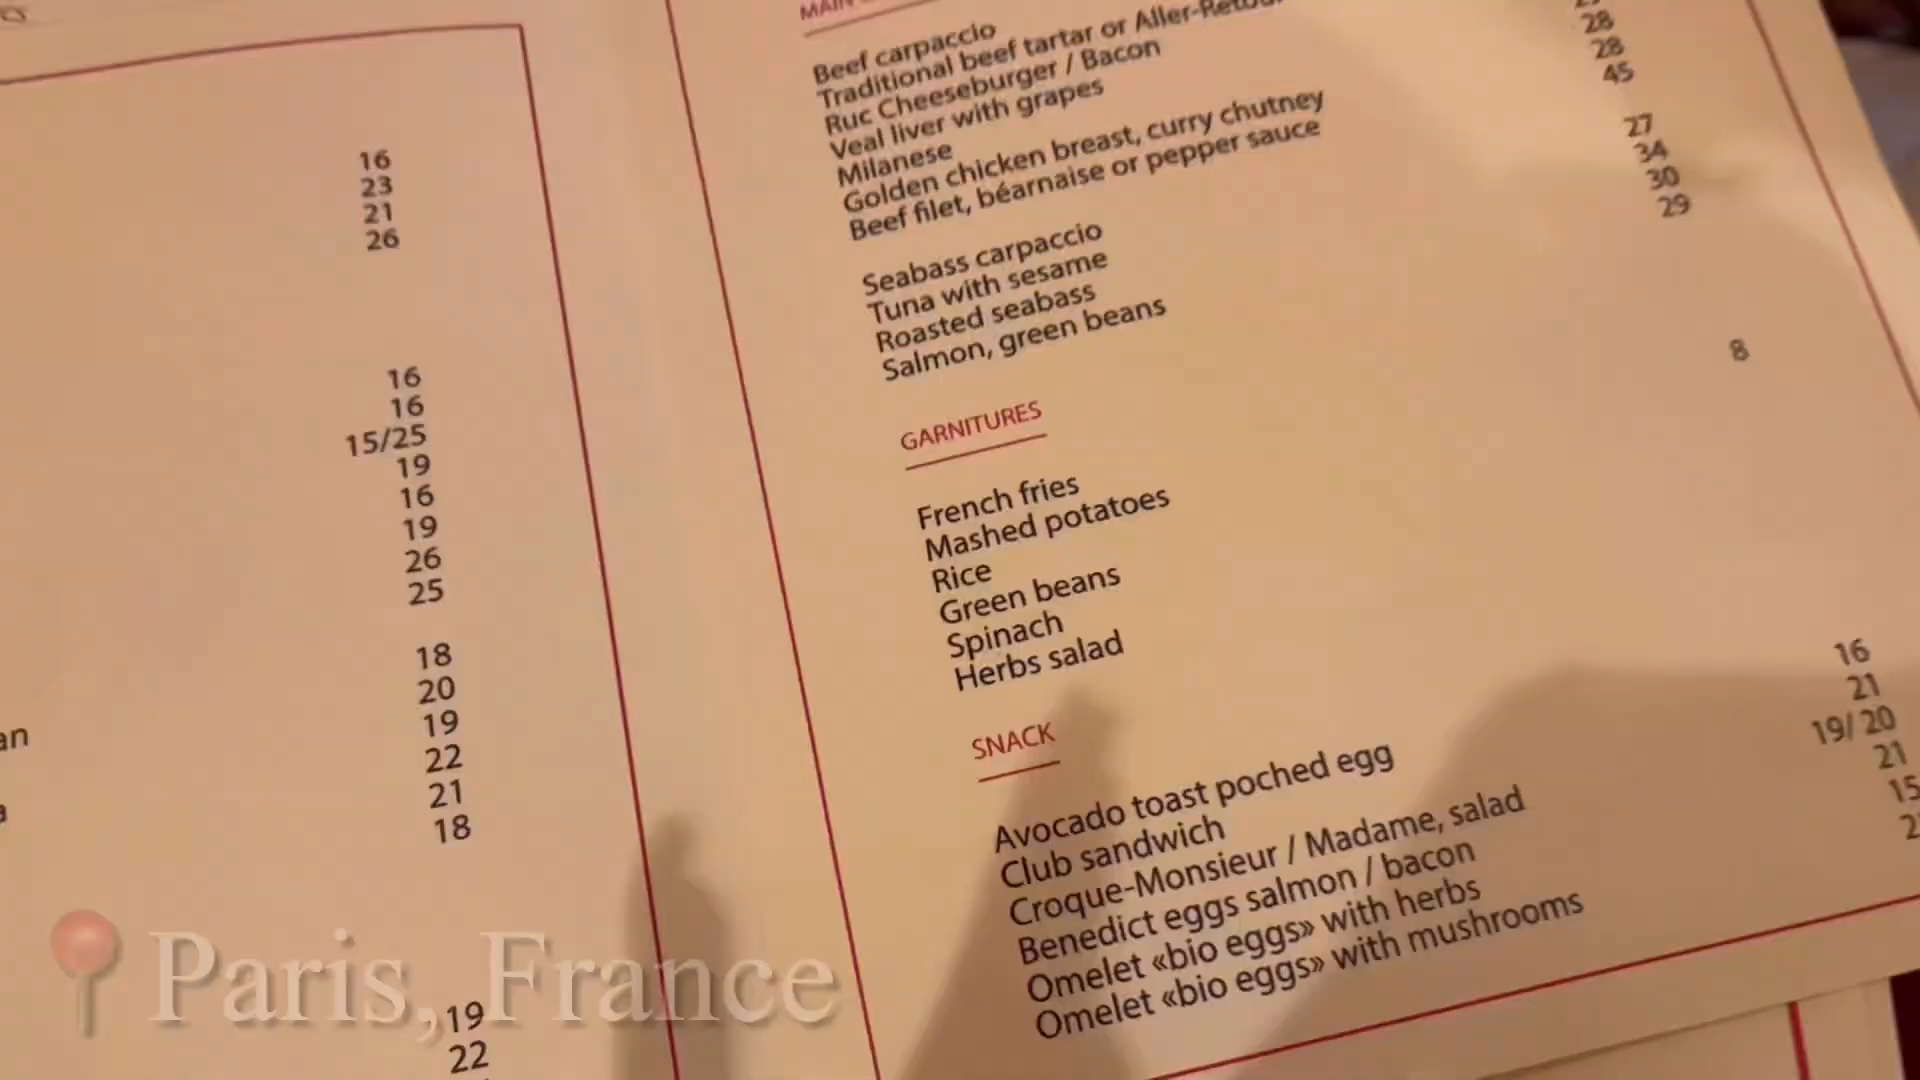 16
23
21
26
16
16
15/25
19
16
19
26
25
18
20
an
19
22
21
18
19
22
MAIN
Beef carpaccio
Traditional beef tartar or Aller-Retour
Ruc Cheeseburger / Bacon 28
Veal liver with grapes 28
Milanese 45
Golden chicken breast, curry chutney
Beef filet, béarnaise or pepper sauce
Seabass carpaccio 27
Tuna with sesame 34
Roasted seabass 30
Salmon, green beans 29
GARNITURES 8
French fries
Mashed potatoes
Rice
Green beans
Spinach
Herbs salad
SNACK
Avocado toast poched egg 16
Club sandwich 21
Croque-Monsieur / Madame, salad 19/ 20
Benedict eggs salmon / bacon 21
Omelet «bio eggs» with herbs 15
Omelet «bio eggs» with mushrooms
Paris, France